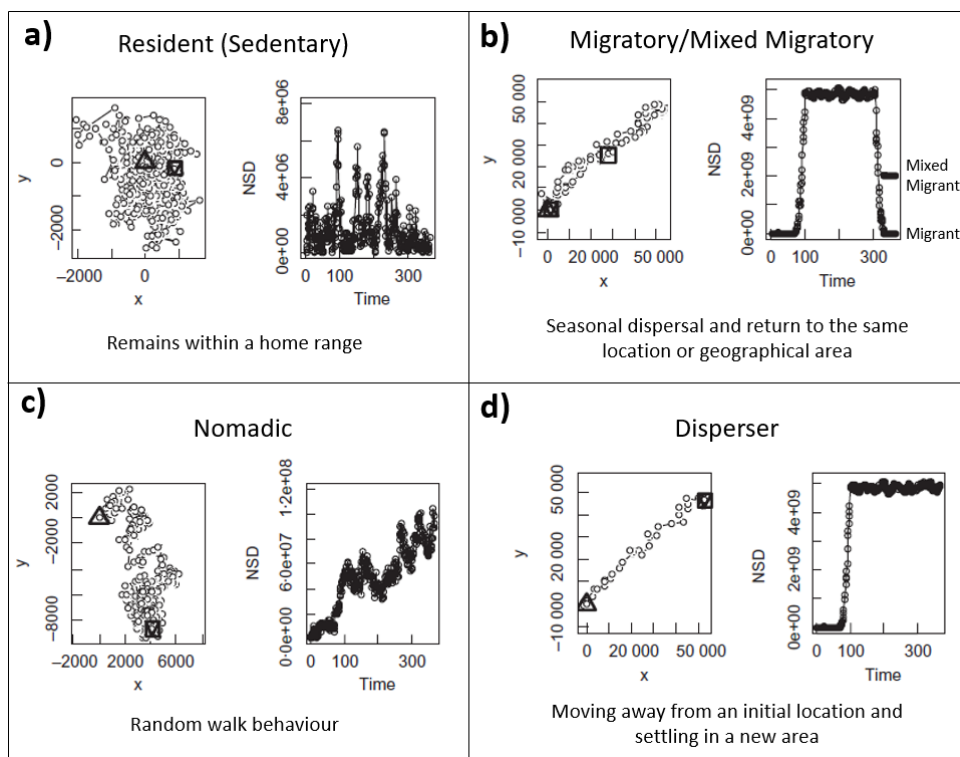 a) Resident (Sedentary)
y
0
−2000
−2000
0
x
NSD
8e+06
4e+06
0e+00
0
100
300
Time
Remains within a home range
b) Migratory/Mixed Migratory
y
50 000
20 000
−10 000
0
20 000
50 000
x
NSD
4e+09
2e+09
0e+00
0
100
300
Time
Mixed
Migrant
Migrant
Seasonal dispersal and return to the same
location or geographical area
c) Nomadic
y
2000
−2000
−8000
−2000
2000
6000
x
NSD
1·2e+08
6·0e+07
0·0e+00
0
100
300
Time
Random walk behaviour
d) Disperser
y
50 000
20 000
−10 000
0
20 000
50 000
x
NSD
4e+09
2e+09
0e+00
0
100
300
Time
Moving away from an initial location and
settling in a new area